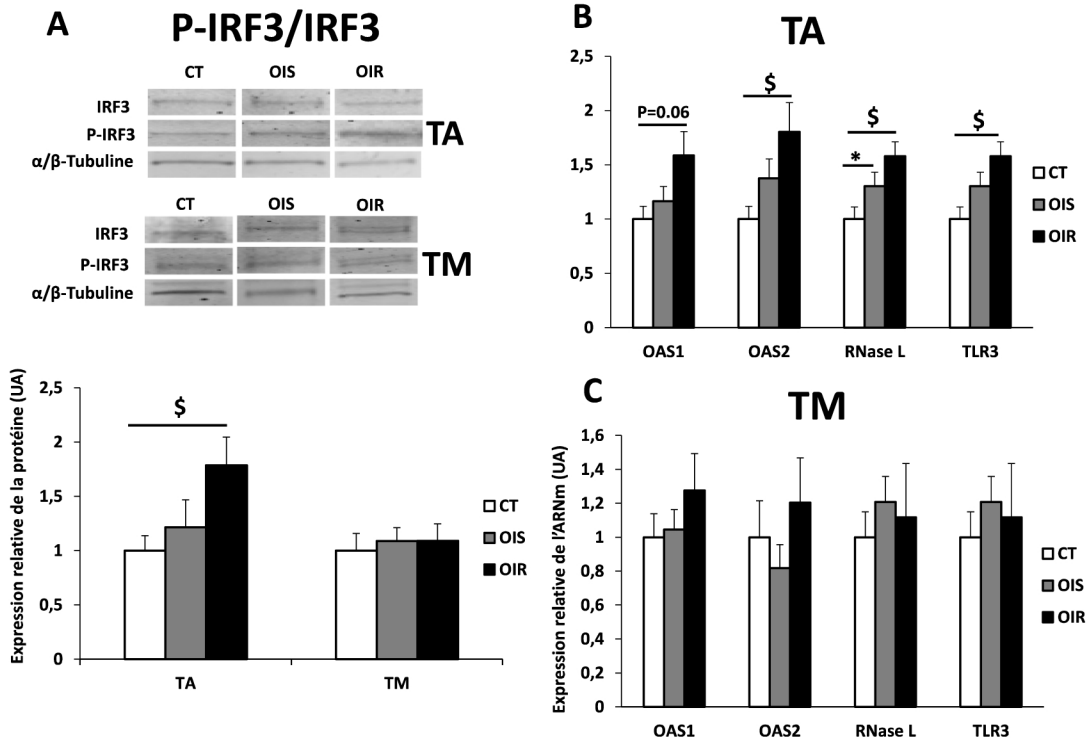 A
P-IRF3/IRF3
CT OIS OIR
IRF3
P-IRF3
α/β-Tubuline
TA
CT OIS OIR
IRF3
P-IRF3
α/β-Tubuline
TM
Expression relative de la protéine (UA)
2,5
2
1,5
1
0,5
0
$
TA TM
CT
OIS
OIR
B
TA
2,5
2
1,5
1
0,5
0
P=0.06
$
*
$
$
OAS1 OAS2 RNase L TLR3
CT
OIS
OIR
C
TM
Expression relative de l'ARNm (UA)
1,6
1,4
1,2
1
0,8
0,6
0,4
0,2
0
OAS1 OAS2 RNase L TLR3
CT
OIS
OIR